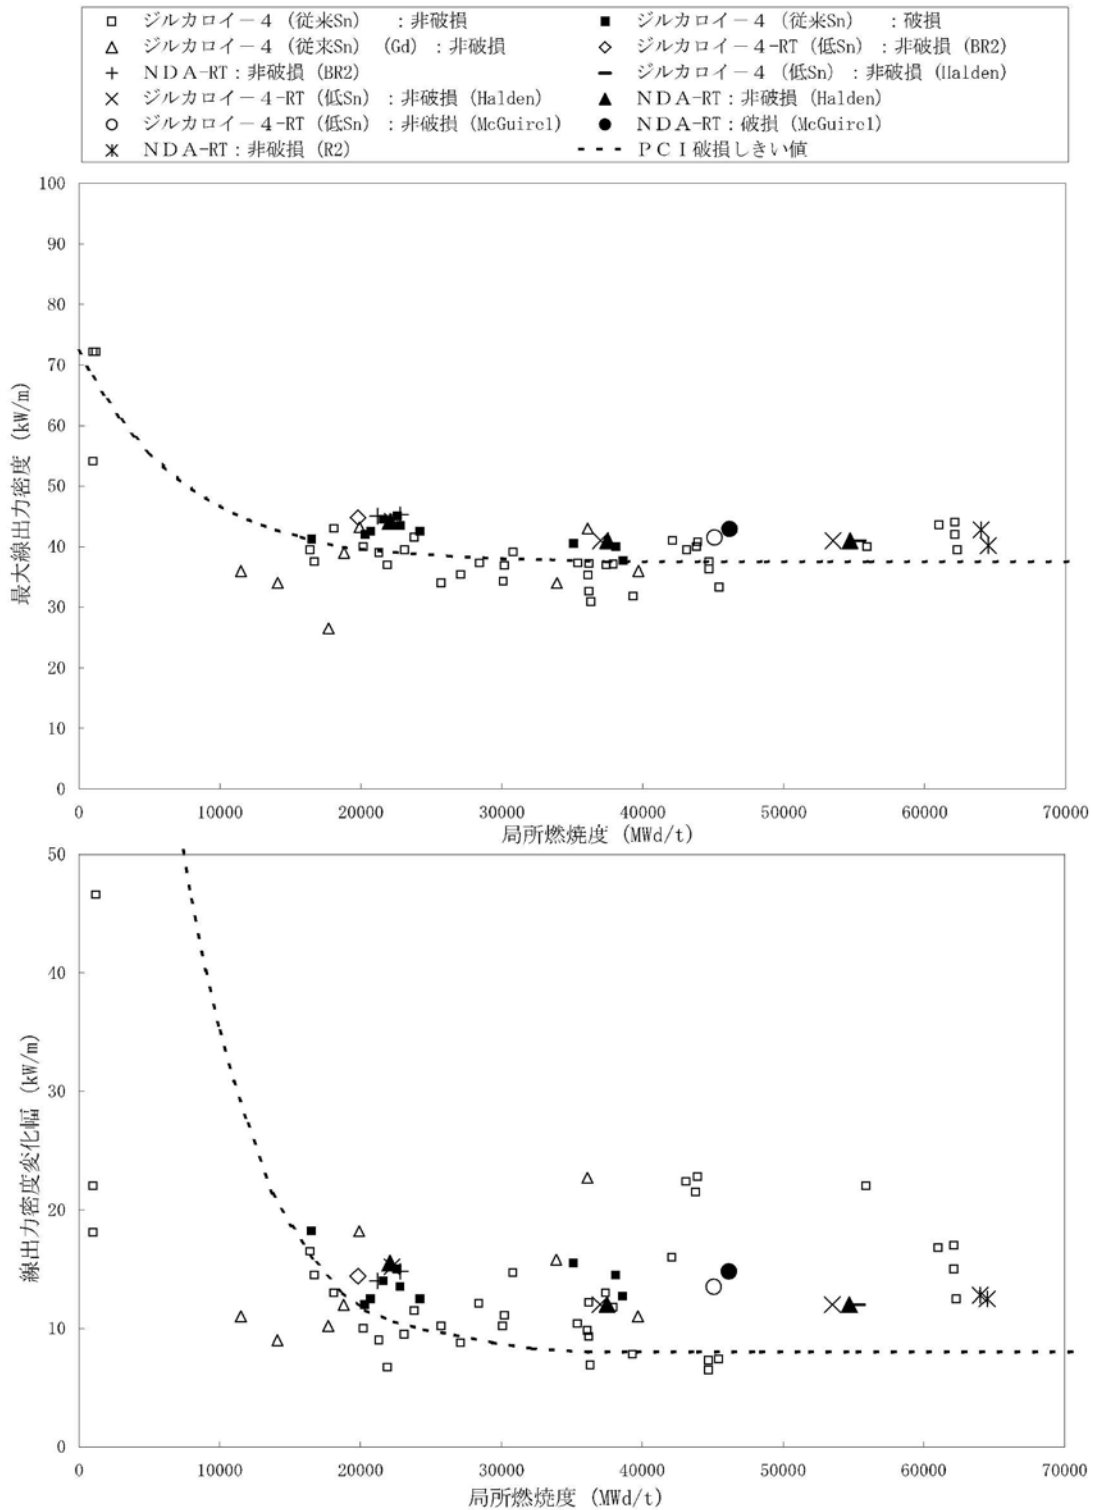 ジルカロイ－４ (従来Sn) ：非破損
ジルカロイ－４ (従来Sn) ：破損
ジルカロイ－４ (従来Sn) (Gd)：非破損
ジルカロイ－４-RT (低Sn)：非破損 (BR2)
ＮＤＡ-RT：非破損 (BR2)
ジルカロイ－４ (低Sn) ：非破損 (Halden)
ジルカロイ－４-RT (低Sn)：非破損 (Halden)
ＮＤＡ-RT：非破損 (Halden)
ジルカロイ－４-RT (低Sn)：非破損 (McGuire1)
ＮＤＡ-RT：破損 (McGuire1)
ＮＤＡ-RT：非破損 (R2)
ＰＣＩ破損しきい値
最大線出力密度 (kW/m)
100
90
80
70
60
50
40
30
20
10
0
0 10000 20000 30000 40000 50000 60000 70000
局所燃焼度 (MWd/t)
線出力密度変化幅 (kW/m)
50
40
30
20
10
0
0 10000 20000 30000 40000 50000 60000 70000
局所燃焼度 (MWd/t)